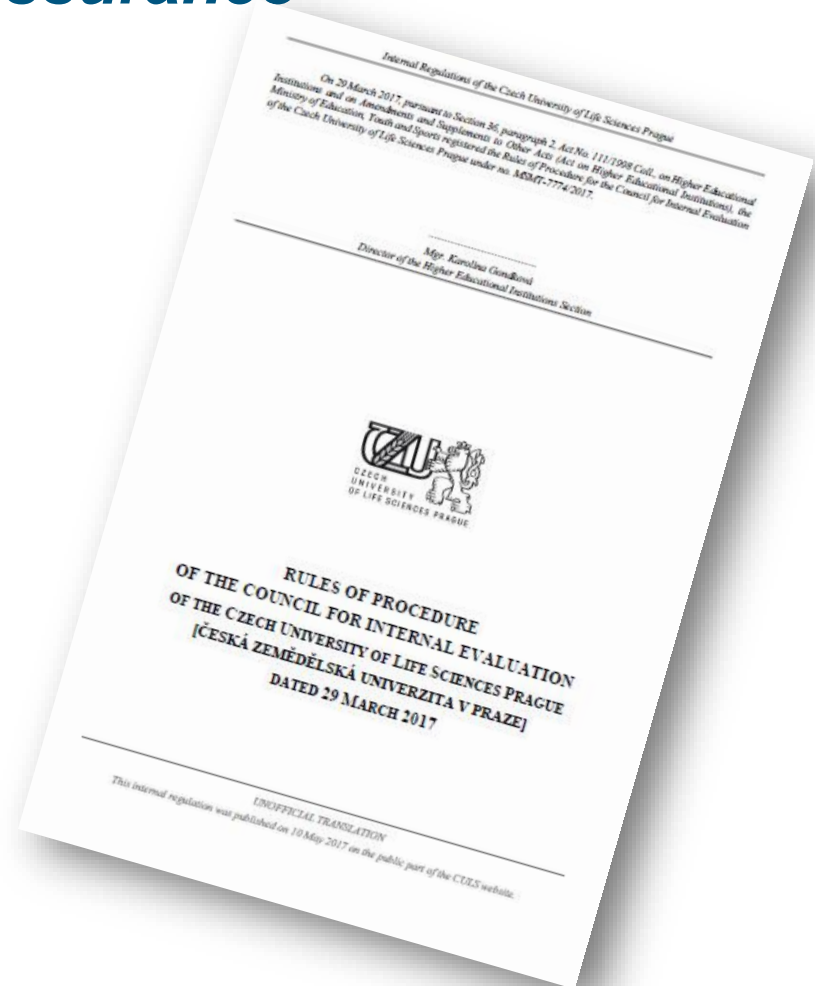 ssurance
Internal Regulations of the Czech University of Life Sciences Prague
On 29 March 2017, pursuant to Section 36, paragraph 2, Act No. 111/1998 Coll., on Higher Educational
Institutions and on Amendments and Supplements to Other Acts (Act on Higher Educational Institutions), the
Ministry of Education, Youth and Sports registered the Rules of Procedure for the Council for Internal Evaluation
of the Czech University of Life Sciences Prague under no. MSMT-7774/2017.
Mgr. Karolína Gondková
Director of the Higher Educational Institutions Section
CZECH
UNIVERSITY
OF LIFE SCIENCES PRAGUE
RULES OF PROCEDURE
OF THE COUNCIL FOR INTERNAL EVALUATION
OF THE CZECH UNIVERSITY OF LIFE SCIENCES PRAGUE
[ČESKÁ ZEMĚDĚLSKÁ UNIVERZITA V PRAZE]
DATED 29 MARCH 2017
UNOFFICIAL TRANSLATION
This internal regulation was published on 10 May 2017 on the public part of the CULS website.